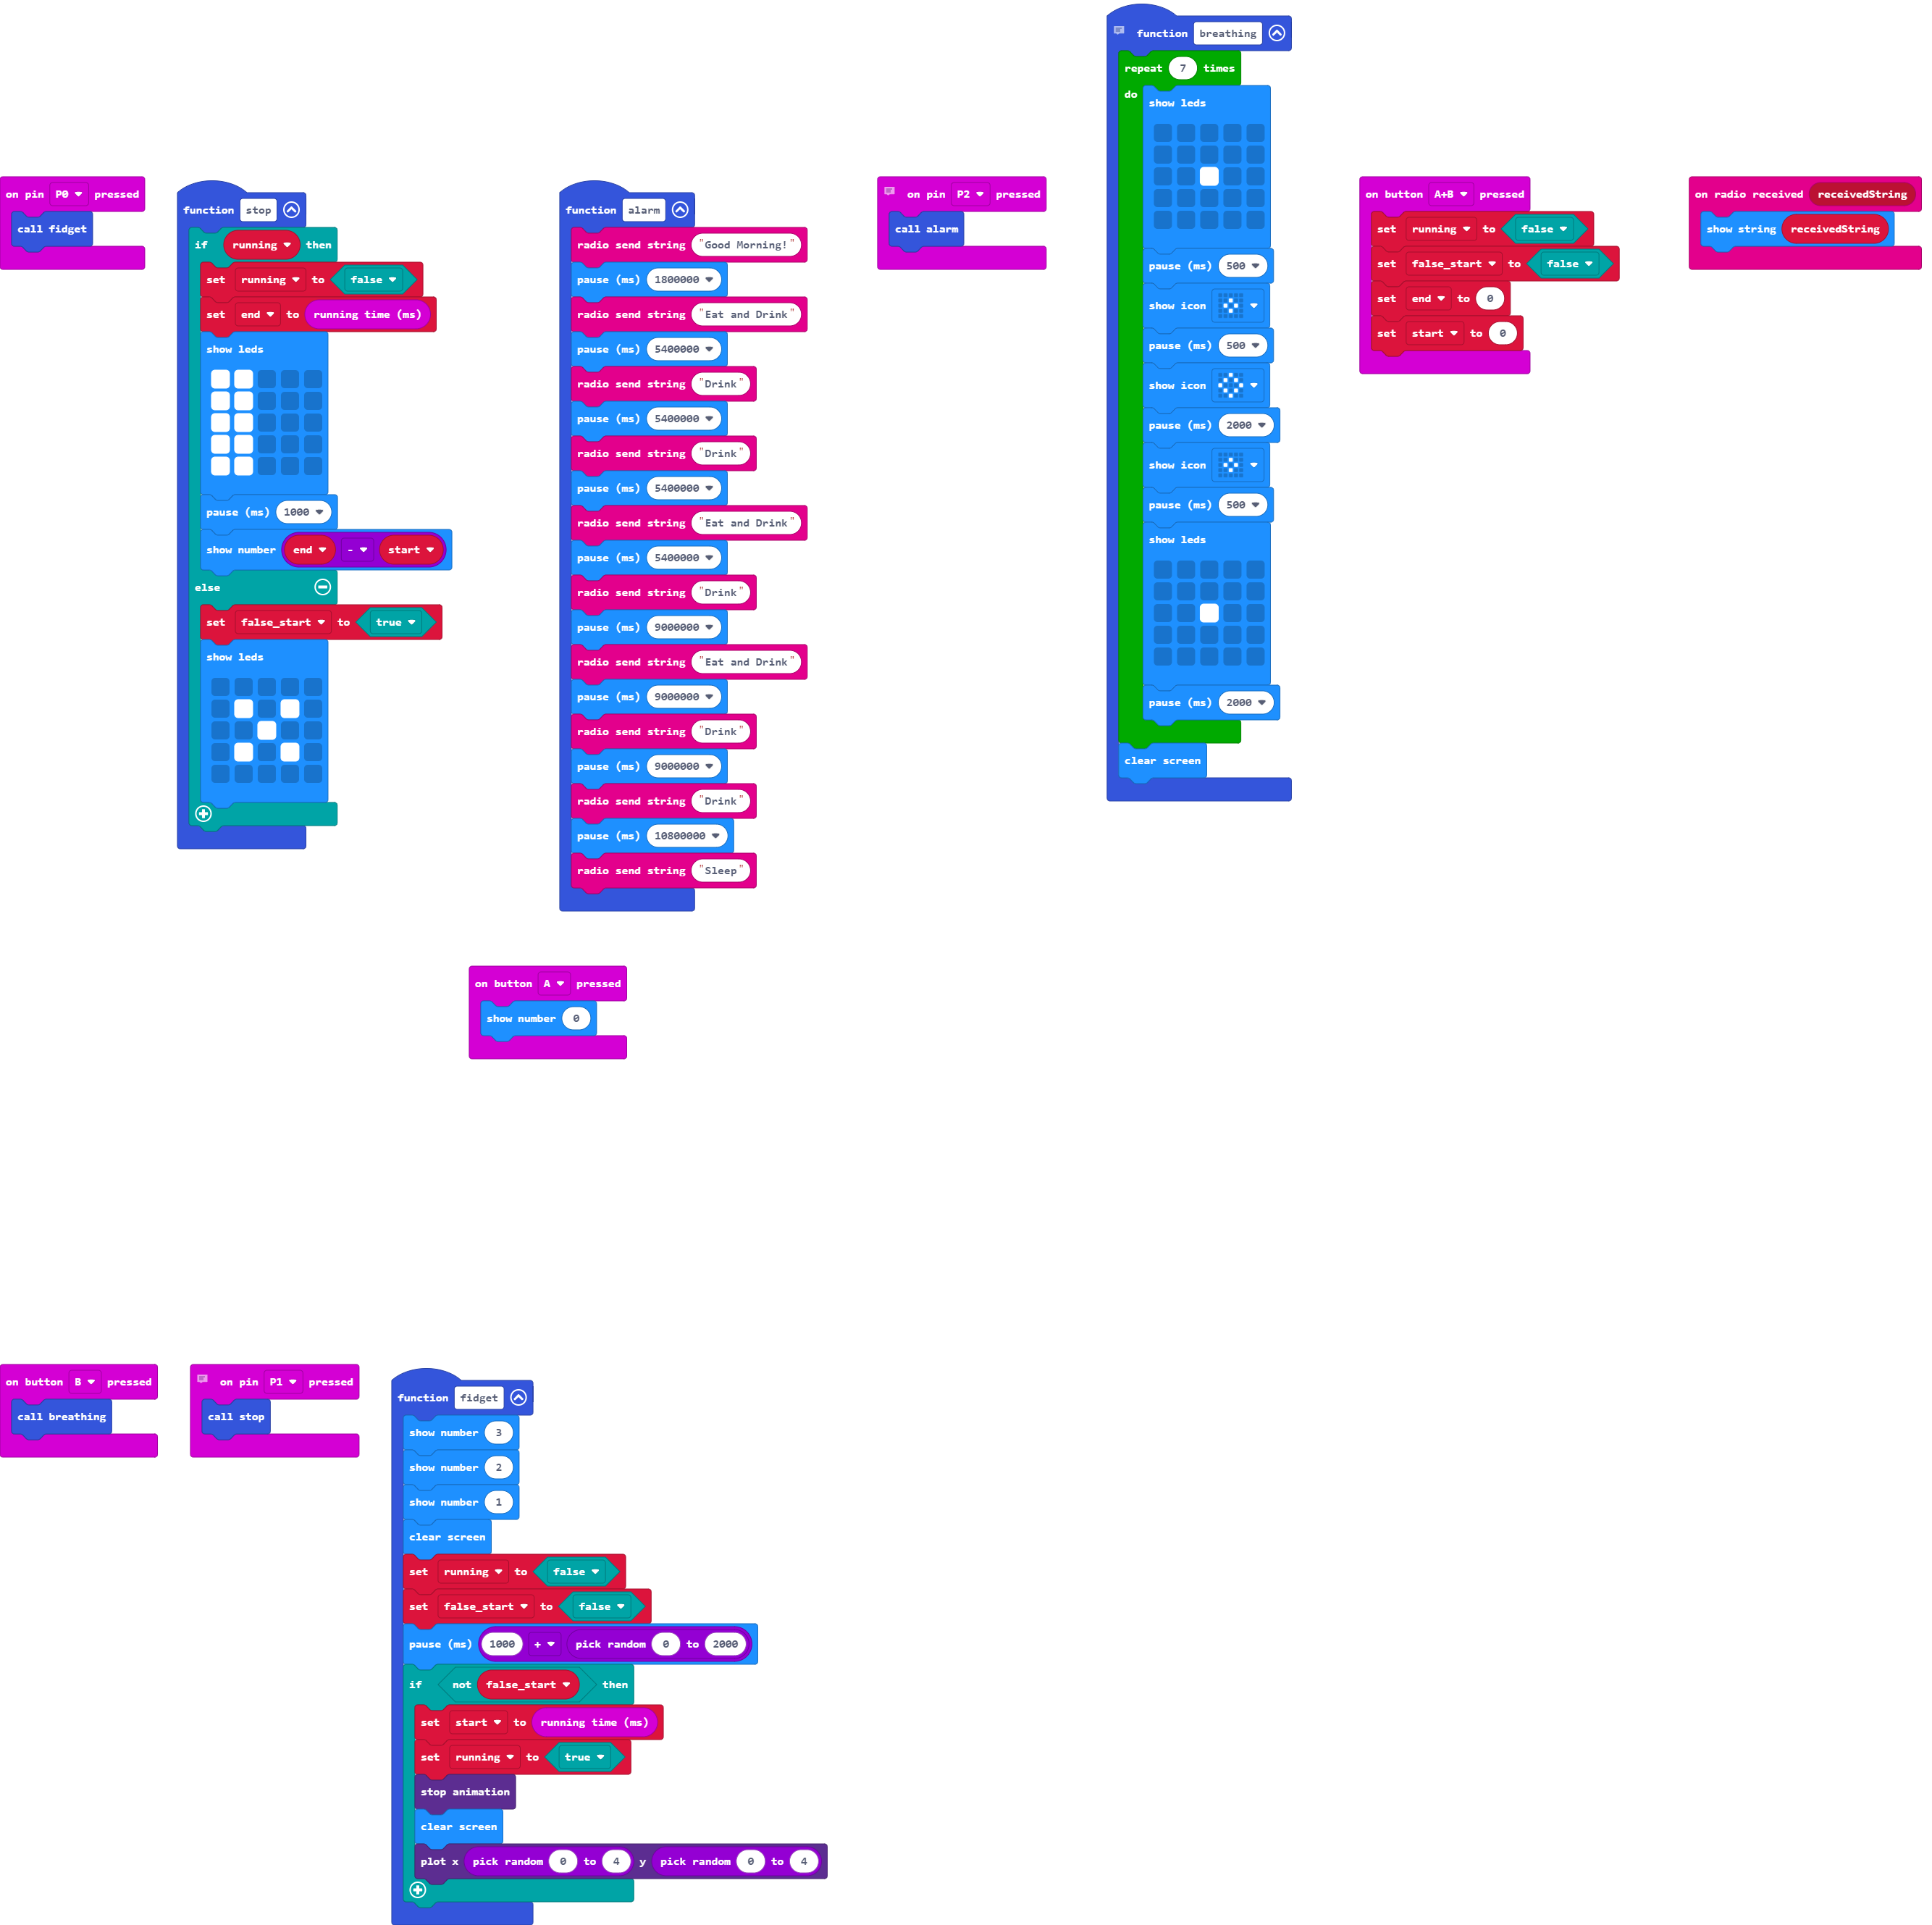 on pin P0 pressed
call fidget
function stop
if running then
set running to false
set end to running time (ms)
show leds
pause (ms) 1000
show number end - start
else
set false_start to true
show leds
function alarm
radio send string "Good Morning!"
pause (ms) 1800000
radio send string "Eat and Drink"
pause (ms) 5400000
radio send string "Drink"
pause (ms) 5400000
radio send string "Drink"
pause (ms) 5400000
radio send string "Eat and Drink"
pause (ms) 5400000
radio send string "Drink"
pause (ms) 9000000
radio send string "Eat and Drink"
pause (ms) 9000000
radio send string "Drink"
pause (ms) 9000000
radio send string "Drink"
pause (ms) 10800000
radio send string "Sleep"
on pin P2 pressed
call alarm
function breathing
repeat 7 times
do
show leds
pause (ms) 500
show icon
pause (ms) 500
show icon
pause (ms) 2000
show icon
pause (ms) 500
show leds
pause (ms) 2000
clear screen
on button A+B pressed
set running to false
set false_start to false
set end to 0
set start to 0
on radio received receivedString
show string receivedString
on button A pressed
show number 0
on button B pressed
call breathing
on pin P1 pressed
call stop
function fidget
show number 3
show number 2
show number 1
clear screen
set running to false
set false_start to false
pause (ms) 1000 + pick random 0 to 2000
if not false_start then
set start to running time (ms)
set running to true
stop animation
clear screen
plot x pick random 0 to 4 y pick random 0 to 4